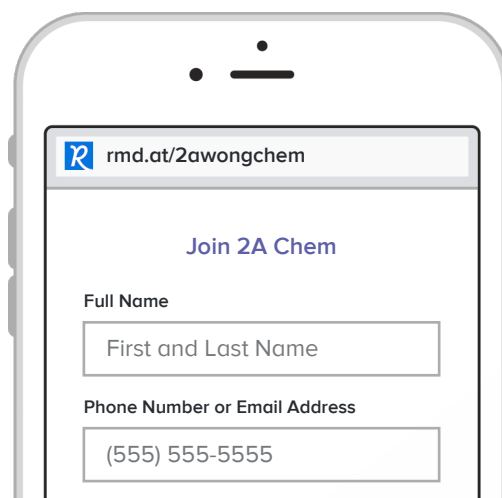 rmd.at/2awongchem
Join 2A Chem
Full Name
First and Last Name
Phone Number or Email Address
(555) 555-5555